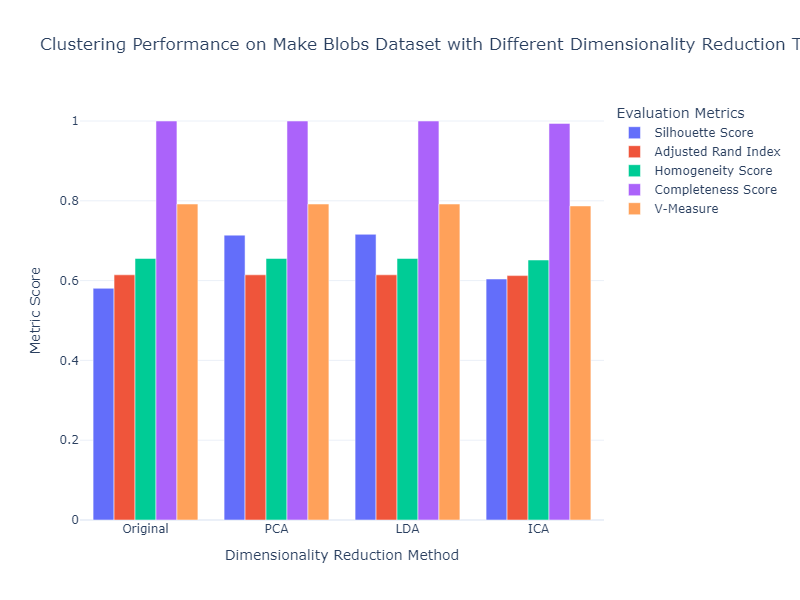 Clustering Performance on Make Blobs Dataset with Different Dimensionality Reduction T
Evaluation Metrics
Silhouette Score
Adjusted Rand Index
Homogeneity Score
Completeness Score
V-Measure
Metric Score
1
0.8
0.6
0.4
0.2
0
Original PCA LDA ICA
Dimensionality Reduction Method